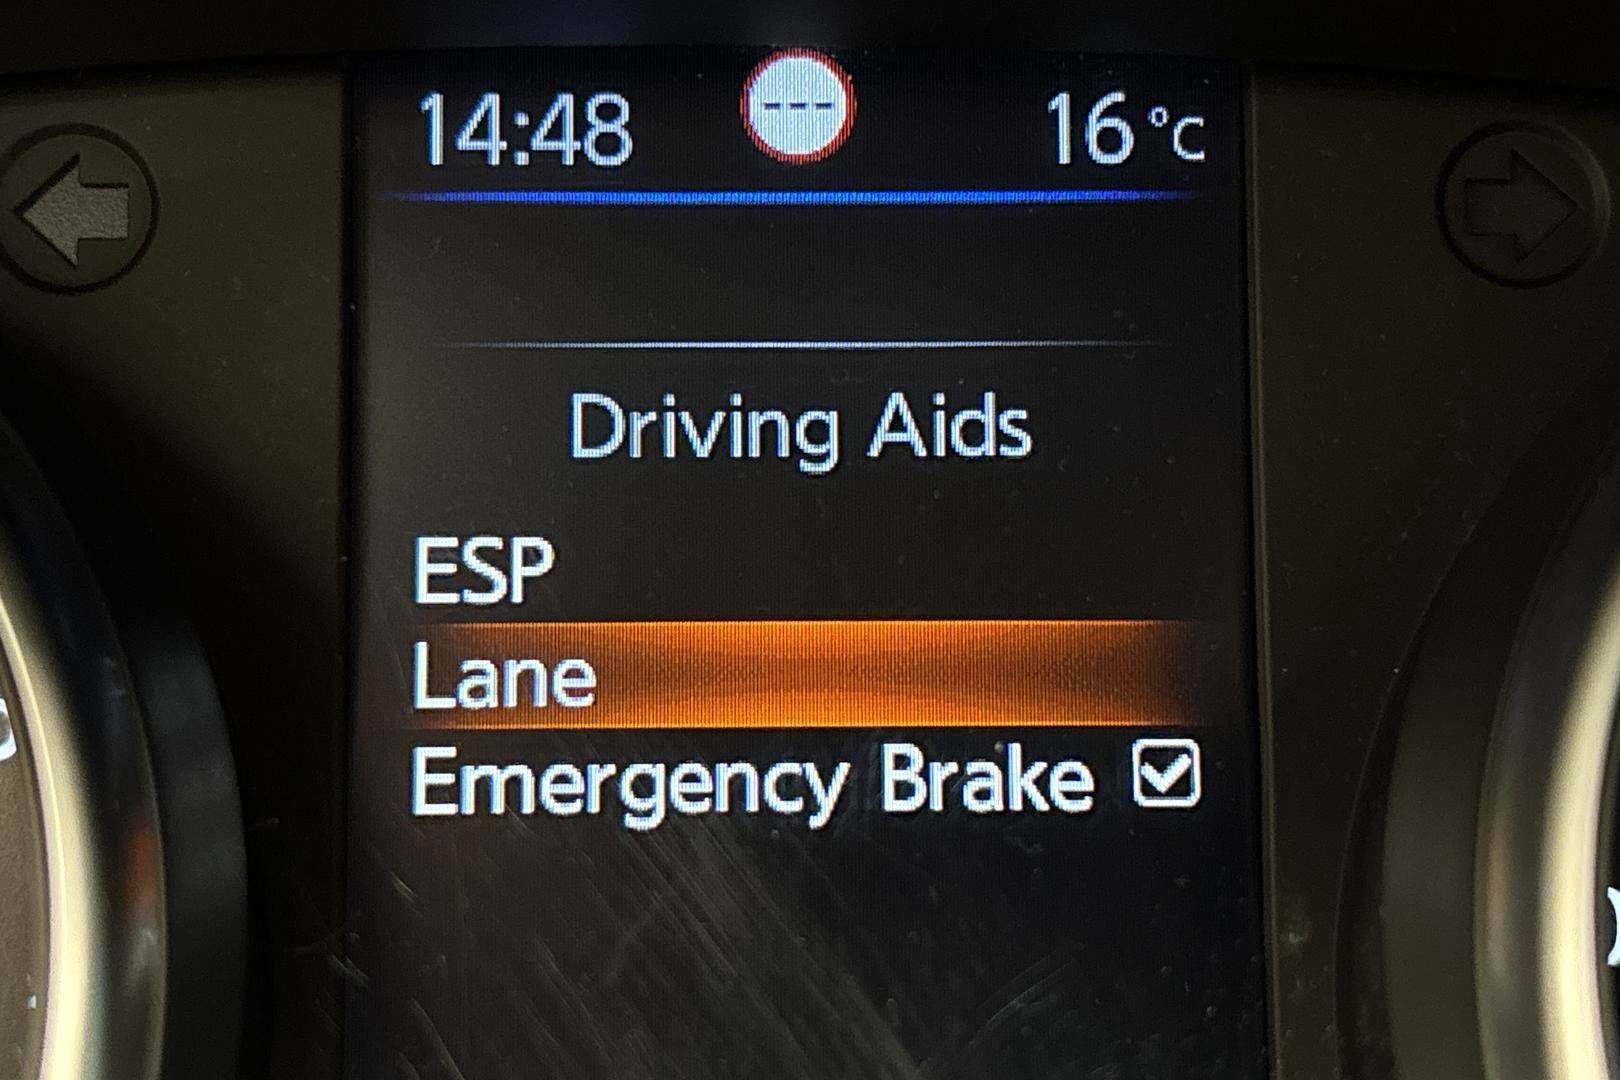 14:48 --- 16 °C
Driving Aids
ESP
Lane
Emergency Brake